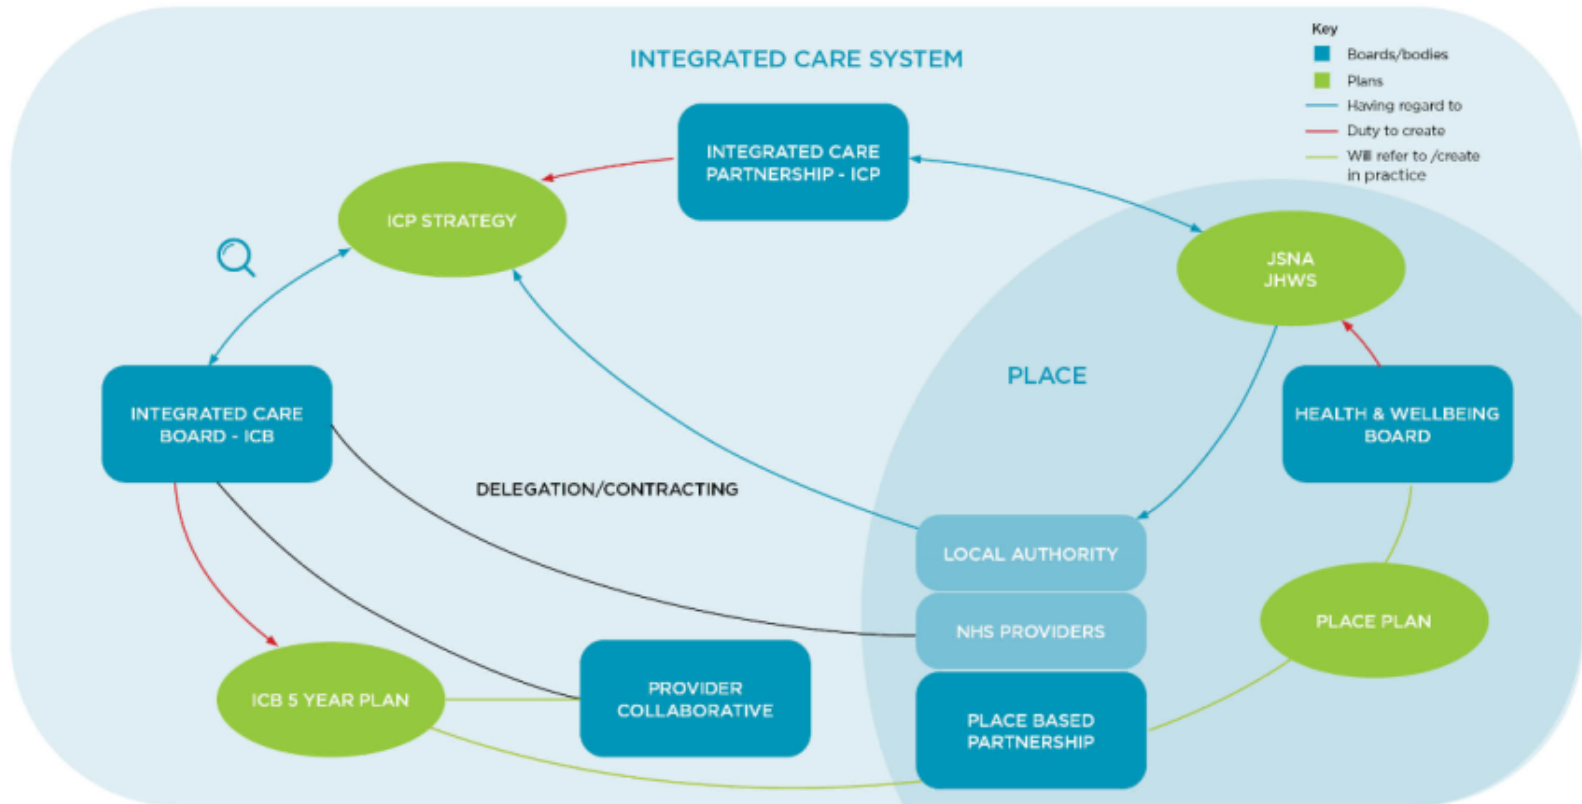 INTEGRATED CARE SYSTEM
Key
Boards/bodies
Plans
Having regard to
Duty to create
Will refer to /create
in practice
INTEGRATED CARE
PARTNERSHIP - ICP
ICP STRATEGY
JSNA
JHWS
PLACE
INTEGRATED CARE
BOARD - ICB
HEALTH & WELLBEING
BOARD
DELEGATION/CONTRACTING
LOCAL AUTHORITY
NHS PROVIDERS
PLACE PLAN
ICB 5 YEAR PLAN
PROVIDER
COLLABORATIVE
PLACE BASED
PARTNERSHIP